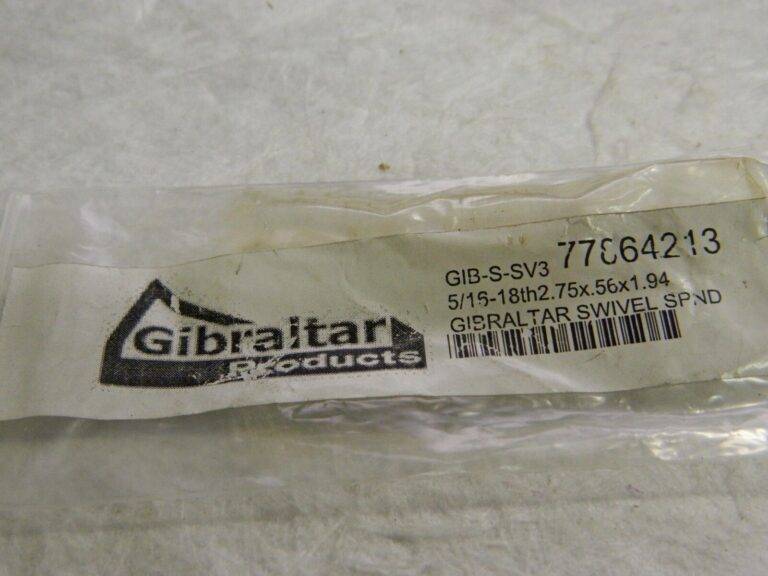 Gibraltar
Products
GIB-S-SV3 77864213
5/16-18th2.75x.56x1.94
GIBRALTAR SWIVEL SPND